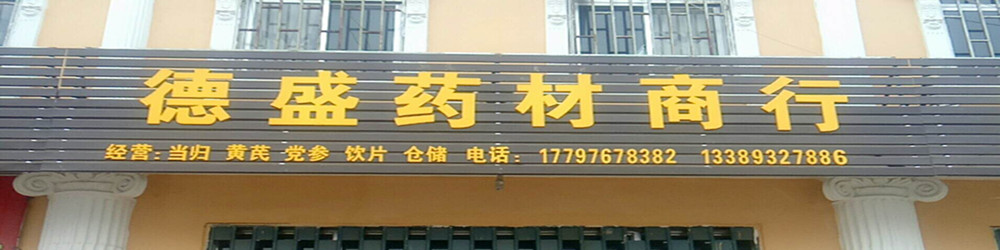 德盛药材商行
经营：当归 黄芪 党参 饮片 仓储 电话：17797678382 13389327886